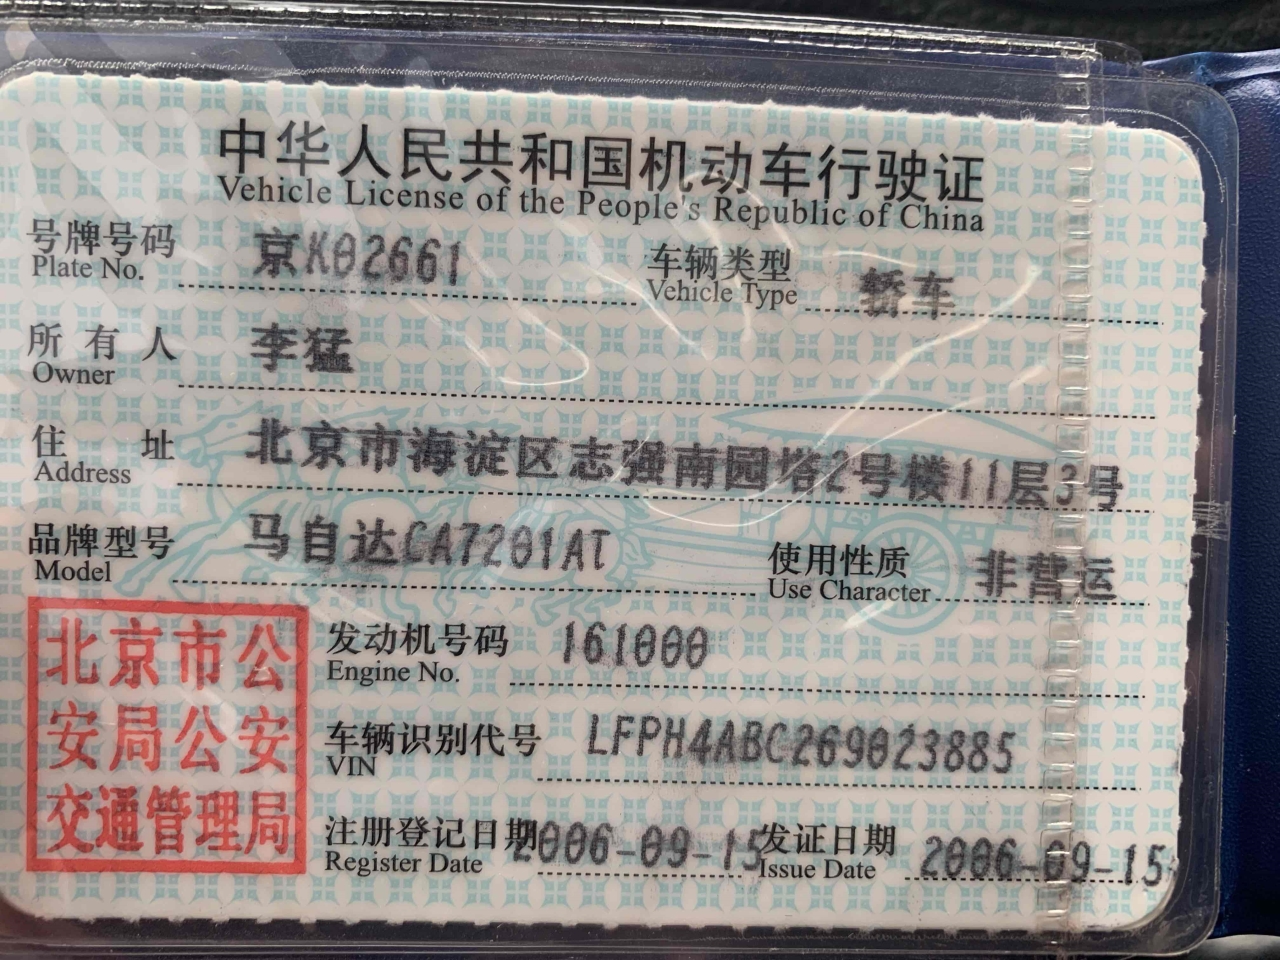 中华人民共和国机动车行驶证
Vehicle License of the People's Republic of China
号牌号码 京K02661 车辆类型 轿车
Plate No. Vehicle Type
所有人 李猛
Owner
住址 北京市海淀区志强南园塔2号楼11层3号
Address
品牌型号 马自达CA7201AT 使用性质 非营运
Model Use Character
发动机号码 161000
Engine No.
车辆识别代号 LFPH4ABC269023885
VIN
注册登记日期 2006-09-15 发证日期 2006-09-15
Register Date Issue Date
北京市公
安局公安
交通管理局